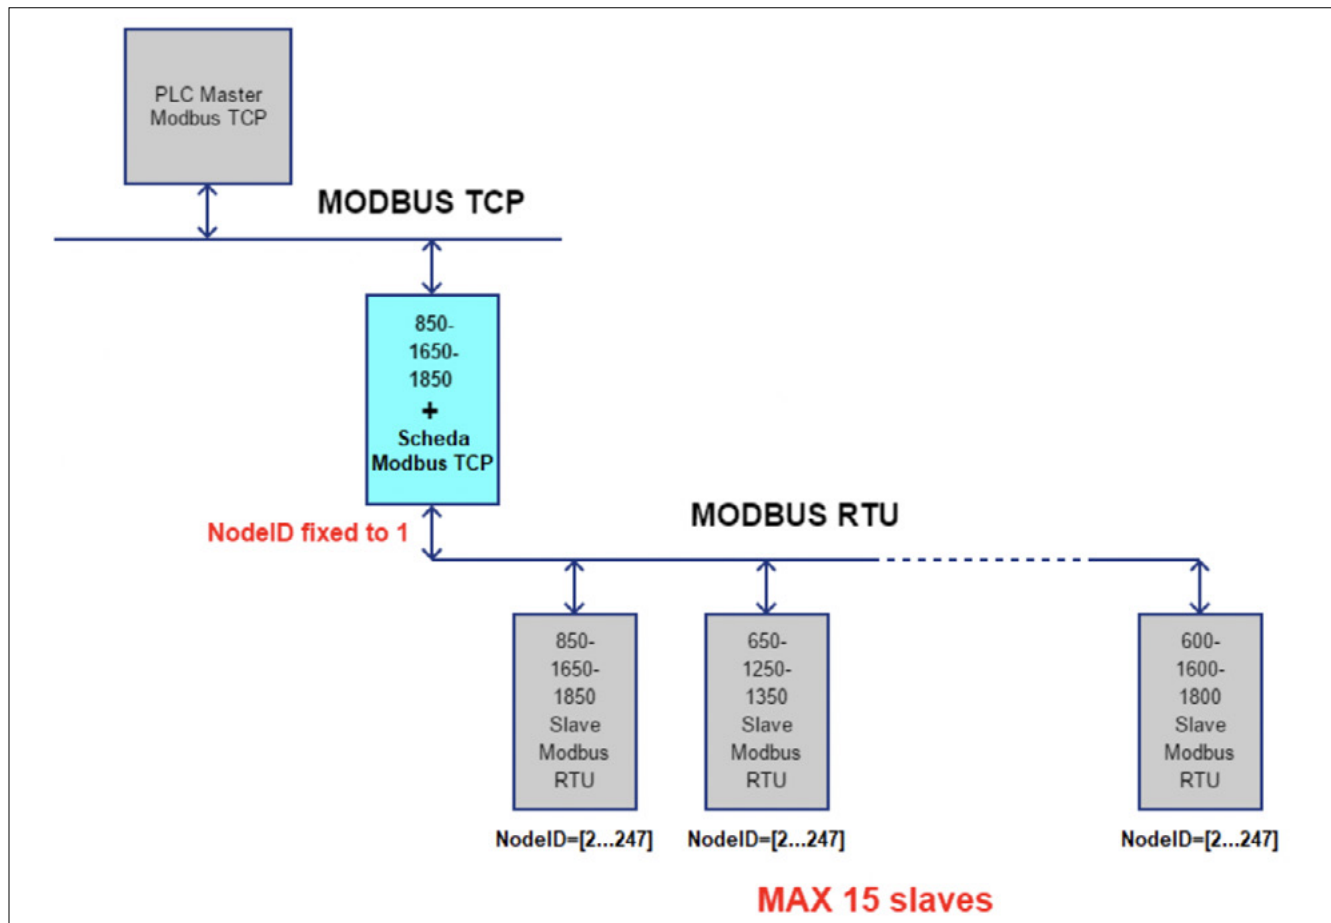 PLC Master
Modbus TCP
MODBUS TCP
850-
1650-
1850
+
Scheda
Modbus TCP
NodeID fixed to 1
MODBUS RTU
850-
1650-
1850
Slave
Modbus
RTU
NodeID=[2...247]
650-
1250-
1350
Slave
Modbus
RTU
NodeID=[2...247]
600-
1600-
1800
Slave
Modbus
RTU
NodeID=[2...247]
MAX 15 slaves